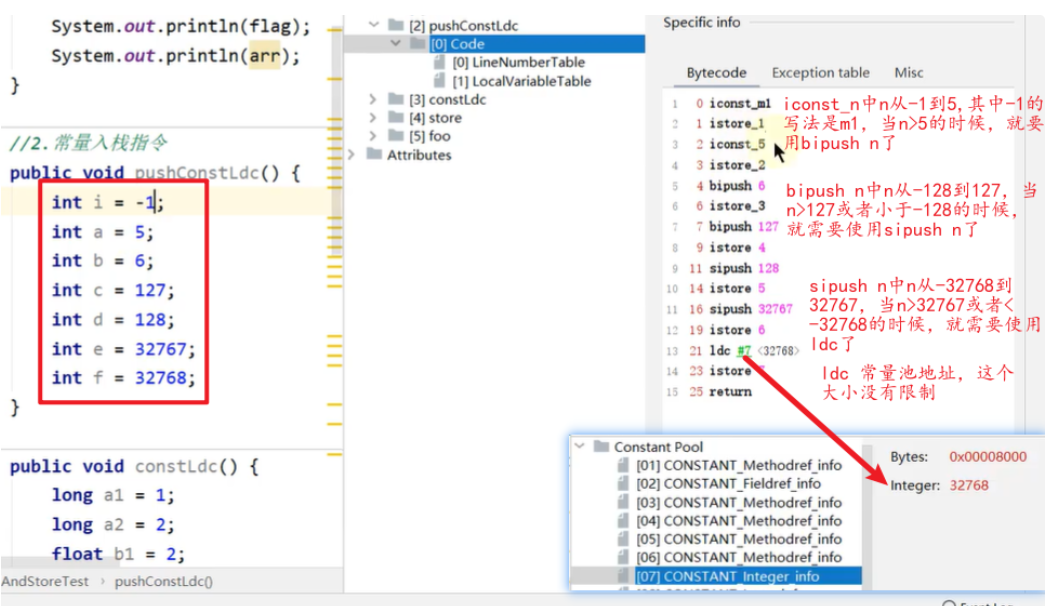 System.out.println(flag);
System.out.println(arr);
}
//2.常量入栈指令
public void pushConstLdc() {
int i = -1;
int a = 5;
int b = 6;
int c = 127;
int d = 128;
int e = 32767;
int f = 32768;
}
public void constLdc() {
long a1 = 1;
long a2 = 2;
float b1 = 2;
AndStoreTest › pushConstLdc()
[2] pushConstLdc
[0] Code
[0] LineNumberTable
[1] LocalVariableTable
[3] constLdc
[4] store
[5] foo
Attributes
Specific info
Bytecode Exception table Misc
1 0 iconst_m1
2 1 istore_1
3 2 iconst_5
4 3 istore_2
5 4 bipush 6
6 6 istore_3
7 7 bipush 127
8 9 istore 4
9 11 sipush 128
10 14 istore 5
11 16 sipush 32767
12 19 istore 6
13 21 ldc #7 <32768>
14 23 istore
15 25 return
iconst_n中n从-1到5,其中-1的
写法是m1, 当n>5的时候, 就要
用bipush n了
bipush n中n从-128到127, 当
n>127或者小于-128的时候,
就需要使用sipush n了
sipush n中n从-32768到
32767, 当n>32767或者<
-32768的时候, 就需要使用
ldc了
ldc 常量池地址, 这个
大小没有限制
Constant Pool
[01] CONSTANT_Methodref_info
[02] CONSTANT_Fieldref_info
[03] CONSTANT_Methodref_info
[04] CONSTANT_Methodref_info
[05] CONSTANT_Methodref_info
[06] CONSTANT_Methodref_info
[07] CONSTANT_Integer_info
Bytes: 0x00008000
Integer: 32768